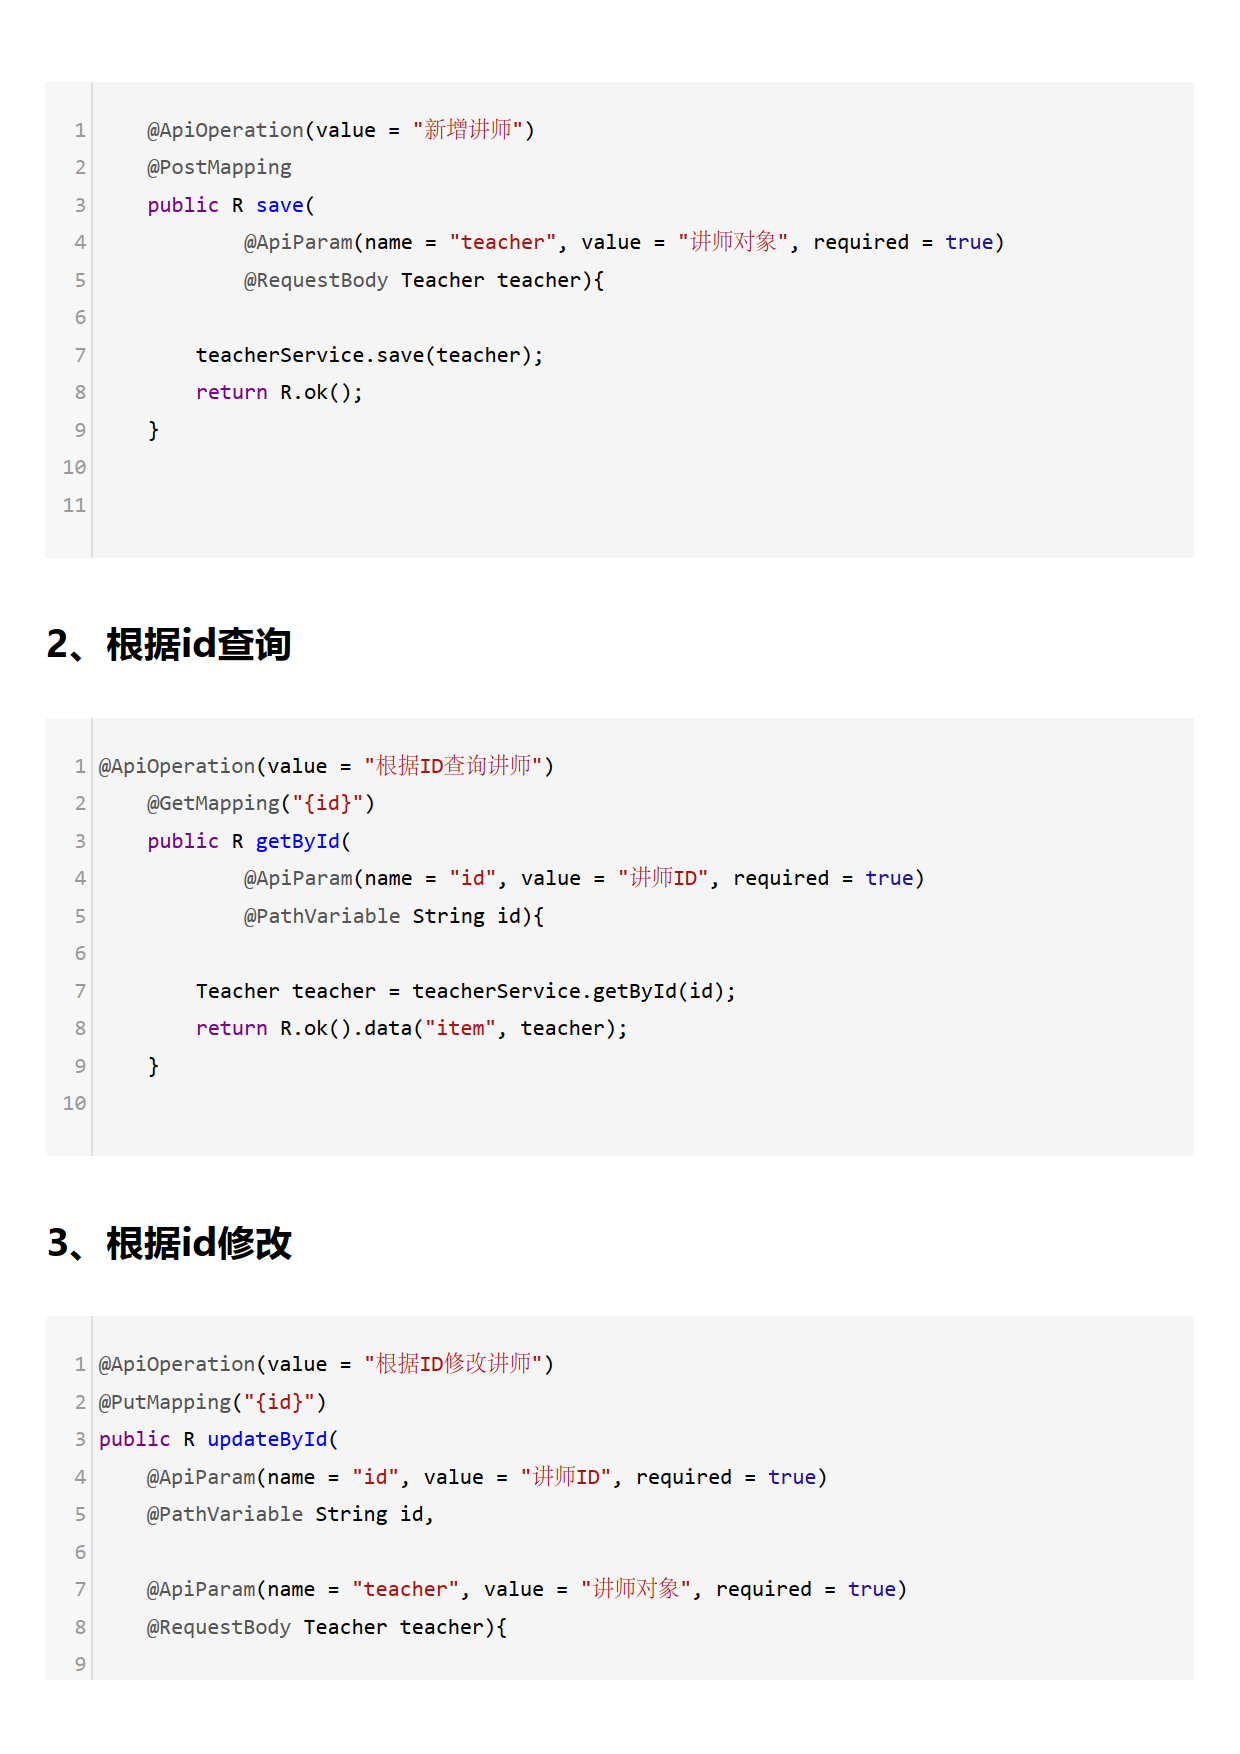 1     @ApiOperation(value = "新增讲师")
2     @PostMapping
3     public R save(
4             @ApiParam(name = "teacher", value = "讲师对象", required = true)
5             @RequestBody Teacher teacher){
6
7         teacherService.save(teacher);
8         return R.ok();
9     }
10
11
2、根据id查询
1 @ApiOperation(value = "根据ID查询讲师")
2     @GetMapping("{id}")
3     public R getById(
4             @ApiParam(name = "id", value = "讲师ID", required = true)
5             @PathVariable String id){
6
7         Teacher teacher = teacherService.getById(id);
8         return R.ok().data("item", teacher);
9     }
10
3、根据id修改
1 @ApiOperation(value = "根据ID修改讲师")
2 @PutMapping("{id}")
3 public R updateById(
4     @ApiParam(name = "id", value = "讲师ID", required = true)
5     @PathVariable String id,
6
7     @ApiParam(name = "teacher", value = "讲师对象", required = true)
8     @RequestBody Teacher teacher){
9